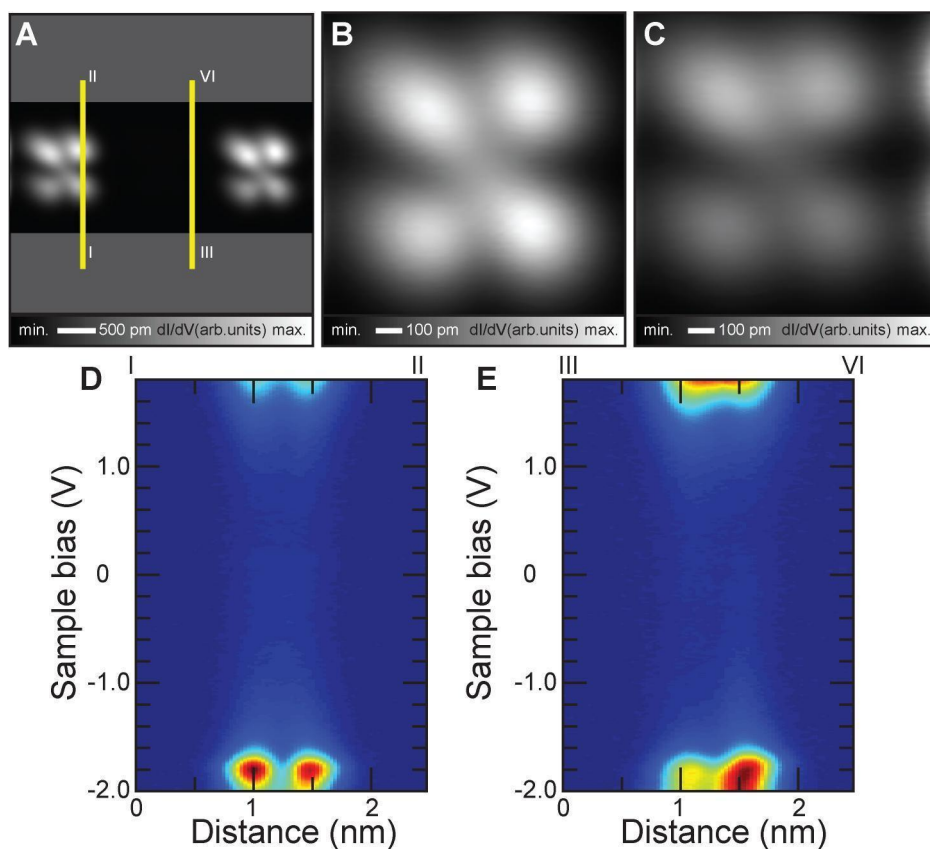 A
II
VI
I
III
min. 500 pm dI/dV(arb.units) max.
B
min. 100 pm dI/dV(arb.units) max.
C
min. 100 pm dI/dV(arb.units) max.
D
I
II
1.0
0
-1.0
-2.0
Sample bias (V)
0
1
2
Distance (nm)
E
III
VI
1.0
0
-1.0
-2.0
Sample bias (V)
0
1
2
Distance (nm)